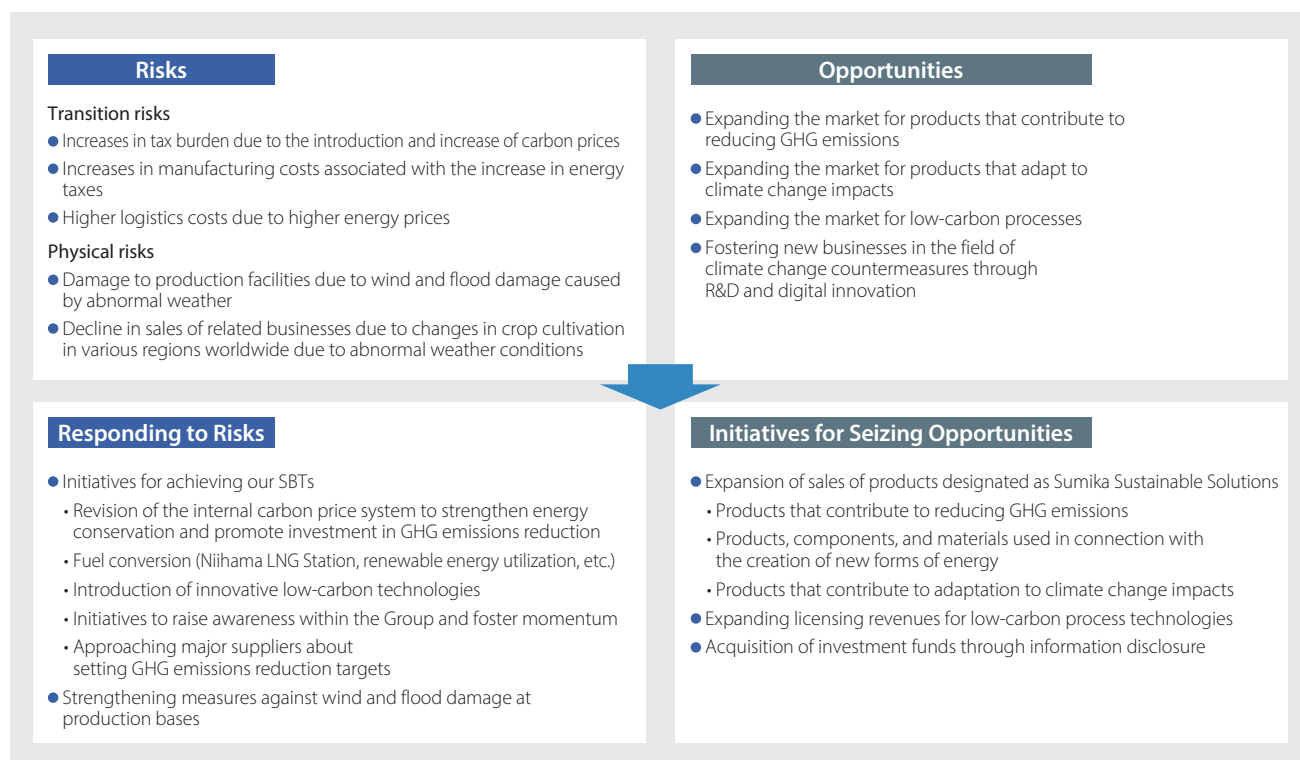 Risks
Transition risks
● Increases in tax burden due to the introduction and increase of carbon prices
● Increases in manufacturing costs associated with the increase in energy
taxes
● Higher logistics costs due to higher energy prices
Physical risks
● Damage to production facilities due to wind and flood damage caused
by abnormal weather
● Decline in sales of related businesses due to changes in crop cultivation
in various regions worldwide due to abnormal weather conditions
Opportunities
● Expanding the market for products that contribute to
reducing GHG emissions
● Expanding the market for products that adapt to
climate change impacts
● Expanding the market for low-carbon processes
● Fostering new businesses in the field of
climate change countermeasures through
R&D and digital innovation
Responding to Risks
● Initiatives for achieving our SBTs
• Revision of the internal carbon price system to strengthen energy
conservation and promote investment in GHG emissions reduction
• Fuel conversion (Niihama LNG Station, renewable energy utilization, etc.)
• Introduction of innovative low-carbon technologies
• Initiatives to raise awareness within the Group and foster momentum
• Approaching major suppliers about
setting GHG emissions reduction targets
● Strengthening measures against wind and flood damage at
production bases
Initiatives for Seizing Opportunities
● Expansion of sales of products designated as Sumika Sustainable Solutions
• Products that contribute to reducing GHG emissions
• Products, components, and materials used in connection with
the creation of new forms of energy
• Products that contribute to adaptation to climate change impacts
● Expanding licensing revenues for low-carbon process technologies
● Acquisition of investment funds through information disclosure